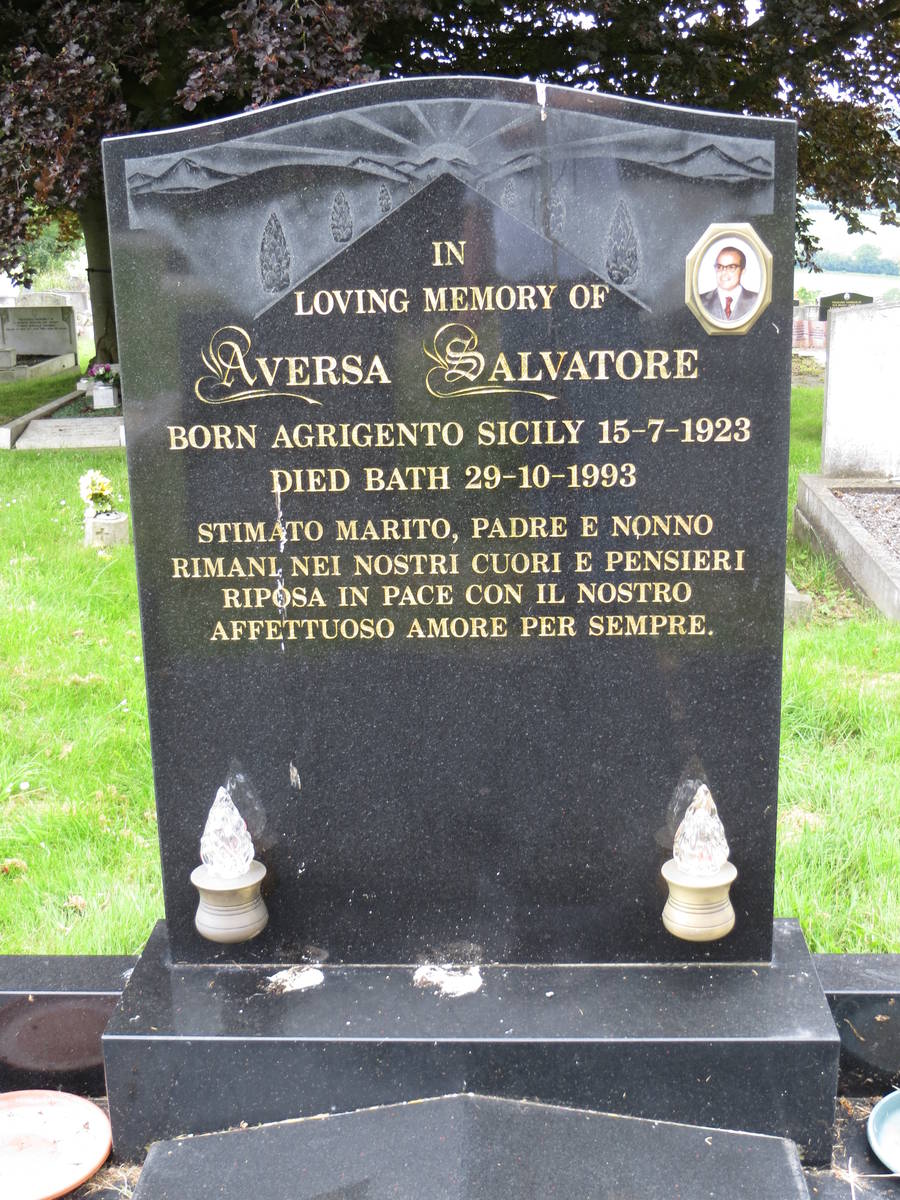 IN
LOVING MEMORY OF
AVERSA SALVATORE
BORN AGRIGENTO SICILY 15-7-1923
DIED BATH 29-10-1993
STIMATO MARITO, PADRE E NONNO
RIMANI NEI NOSTRI CUORI E PENSIERI
RIPOSA IN PACE CON IL NOSTRO
AFFETTUOSO AMORE PER SEMPRE.